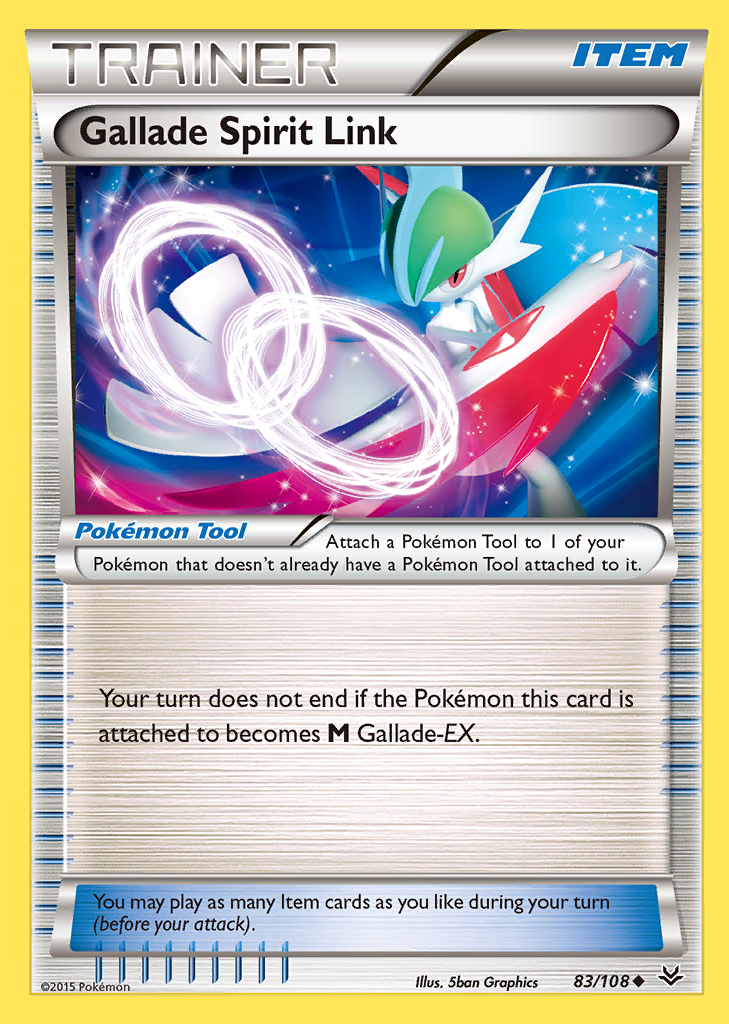 TRAINER
ITEM
Gallade Spirit Link
Pokémon Tool
Attach a Pokémon Tool to 1 of your
Pokémon that doesn't already have a Pokémon Tool attached to it.
Your turn does not end if the Pokémon this card is
attached to becomes M Gallade-EX.
You may play as many Item cards as you like during your turn
(before your attack).
©2015 Pokémon
Illus. 5ban Graphics
83/108